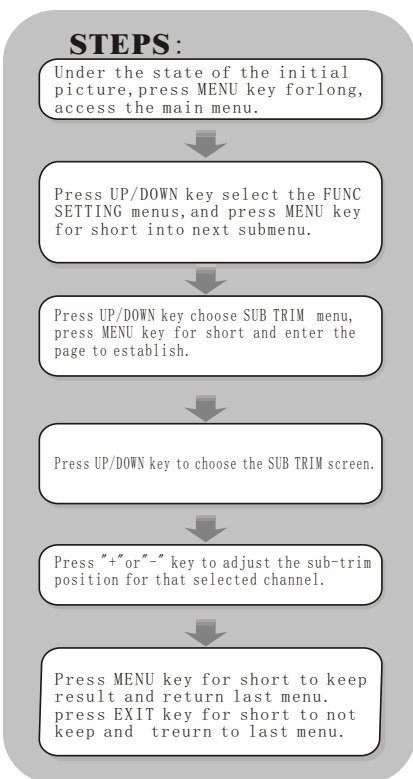 STEPS:
Under the state of the initial
picture,press MENU key forlong,
access the main menu.
Press UP/DOWN key select the FUNC
SETTING menus,and press MENU key
for short into next submenu.
Press UP/DOWN key choose SUB TRIM menu,
press MENU key for short and enter the
page to establish.
Press UP/DOWN key to choose the SUB TRIM screen.
Press "+"or"-" key to adjust the sub-trim
position for that selected channel.
Press MENU key for short to keep
result and return last menu.
press EXIT key for short to not
keep and treurn to last menu.